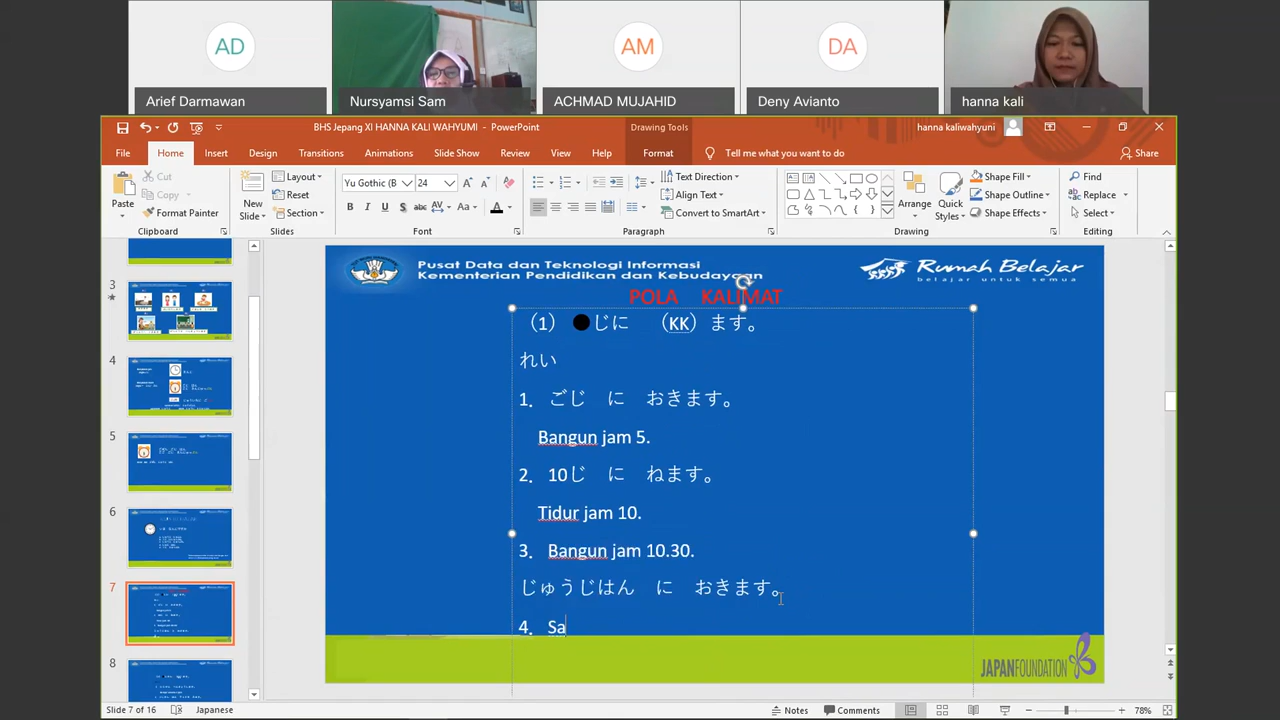 AD
AM
DA
Arief Darmawan
Nursyamsi Sam
ACHMAD MUJAHID
Deny Avianto
hanna kali
BHS Jepang XI HANNA KALI WAHYUMI - PowerPoint
Drawing Tools
hanna kaliwahyuni
File
Home
Insert
Design
Transitions
Animations
Slide Show
Review
View
Help
Format
Tell me what you want to do
Share
Paste
Cut
Copy
Format Painter
Clipboard
New Slide
Layout
Reset
Section
Slides
Yu Gothic (B
24
Font
Text Direction
Align Text
Convert to SmartArt
Paragraph
Arrange
Quick Styles
Shape Fill
Shape Outline
Shape Effects
Drawing
Find
Replace
Select
Editing
3
4
5
6
7
8
Pusat Data dan Teknologi Informasi
Kementerian Pendidikan dan Kebudayaan
Rumah Belajar
belajar untuk semua
POLA KALIMAT
（1） ●じに （KK）ます。
れい
1. ごじ に おきます。
Bangun jam 5.
2. 10じ に ねます。
Tidur jam 10.
3. Bangun jam 10.30.
じゅうじはん に おきます。
4. Sa
JAPANFOUNDATION
Slide 7 of 16
Japanese
Notes
Comments
78%